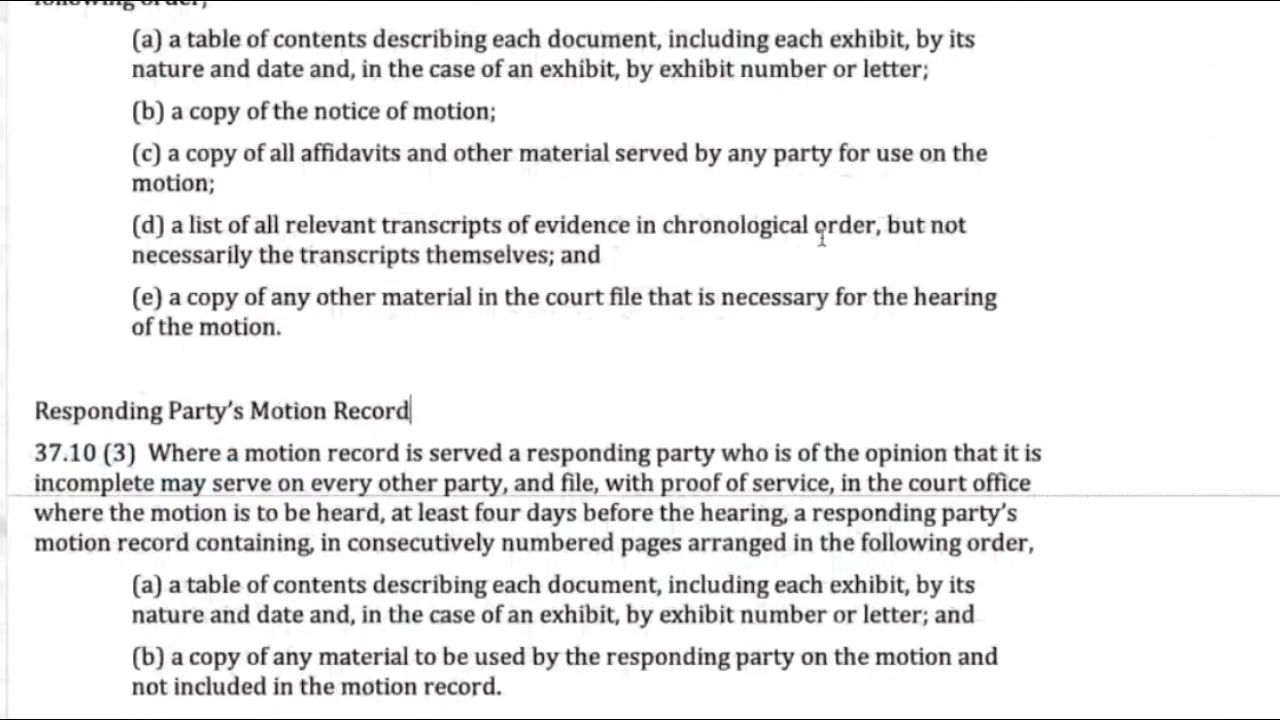 following order;
(a) a table of contents describing each document, including each exhibit, by its
nature and date and, in the case of an exhibit, by exhibit number or letter;
(b) a copy of the notice of motion;
(c) a copy of all affidavits and other material served by any party for use on the
motion;
(d) a list of all relevant transcripts of evidence in chronological order, but not
necessarily the transcripts themselves; and
(e) a copy of any other material in the court file that is necessary for the hearing
of the motion.
Responding Party’s Motion Record
37.10 (3) Where a motion record is served a responding party who is of the opinion that it is
incomplete may serve on every other party, and file, with proof of service, in the court office
where the motion is to be heard, at least four days before the hearing, a responding party’s
motion record containing, in consecutively numbered pages arranged in the following order,
(a) a table of contents describing each document, including each exhibit, by its
nature and date and, in the case of an exhibit, by exhibit number or letter; and
(b) a copy of any material to be used by the responding party on the motion and
not included in the motion record.